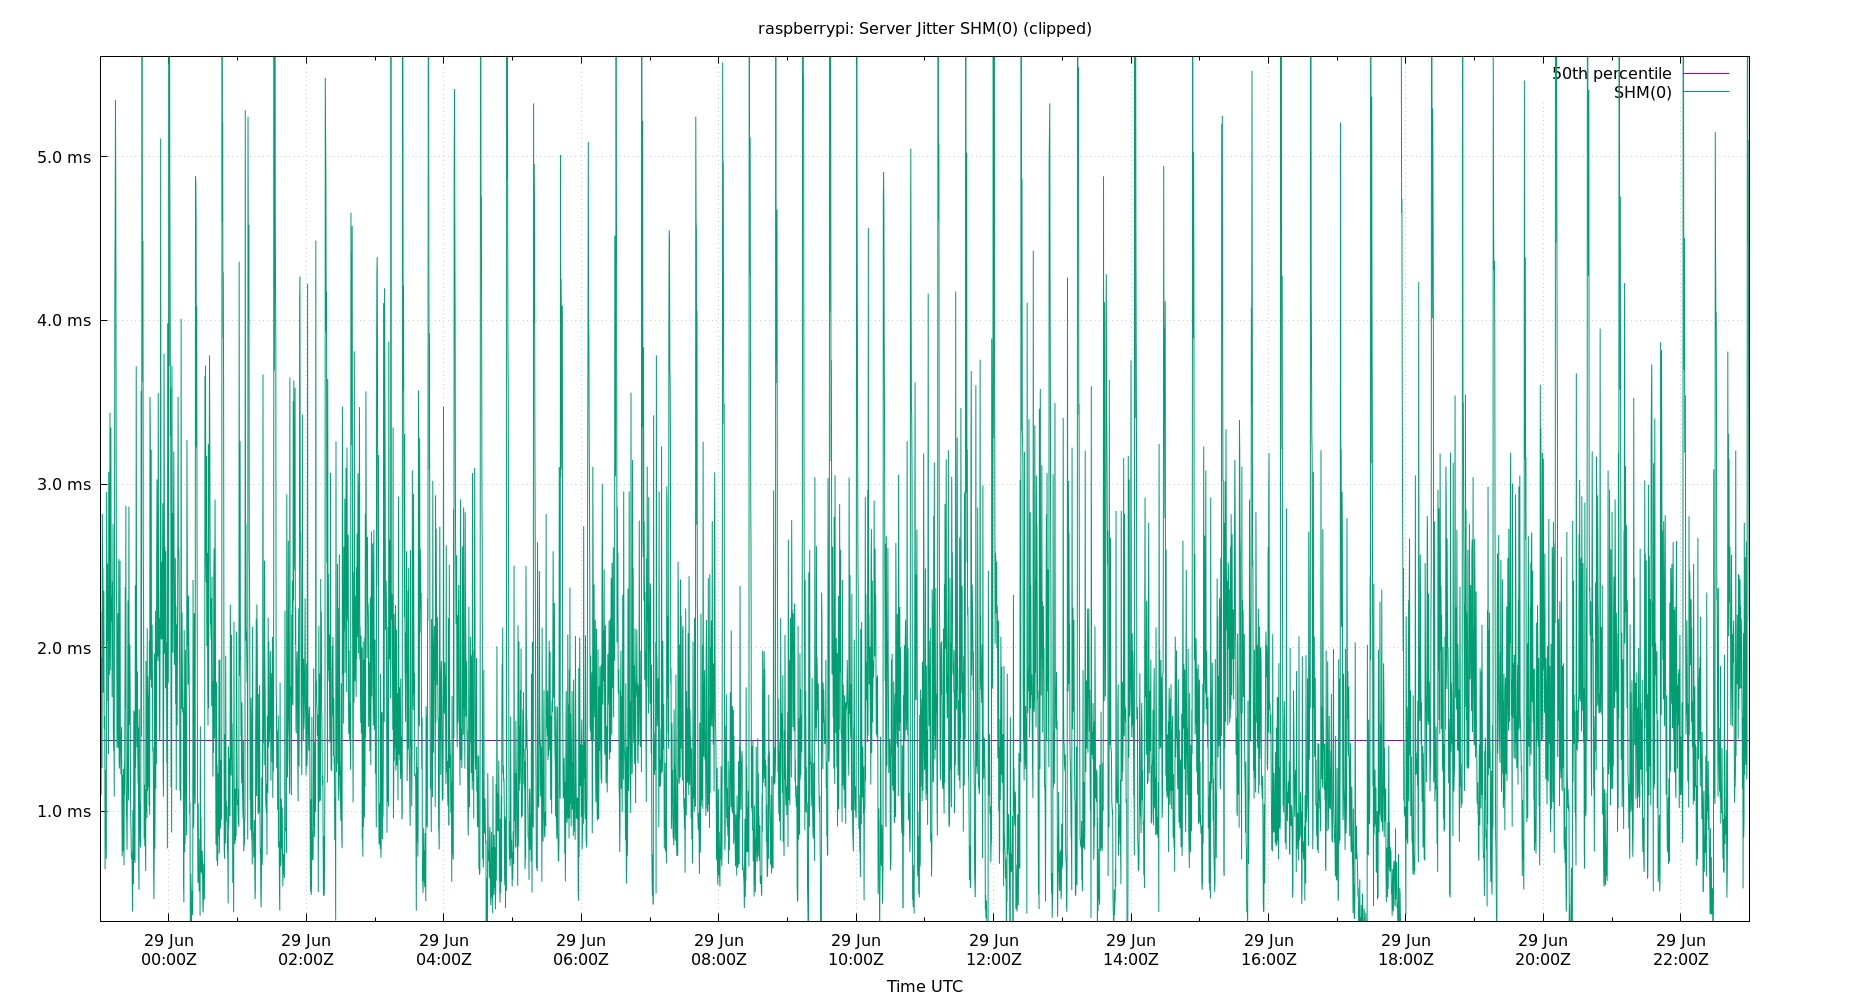 raspberrypi: Server Jitter SHM(0) (clipped)
50th percentile
SHM(0)
5.0 ms
4.0 ms
3.0 ms
2.0 ms
1.0 ms
29 Jun 29 Jun 29 Jun 29 Jun 29 Jun 29 Jun 29 Jun 29 Jun 29 Jun 29 Jun 29 Jun 29 Jun
00:00Z 02:00Z 04:00Z 06:00Z 08:00Z 10:00Z 12:00Z 14:00Z 16:00Z 18:00Z 20:00Z 22:00Z
Time UTC